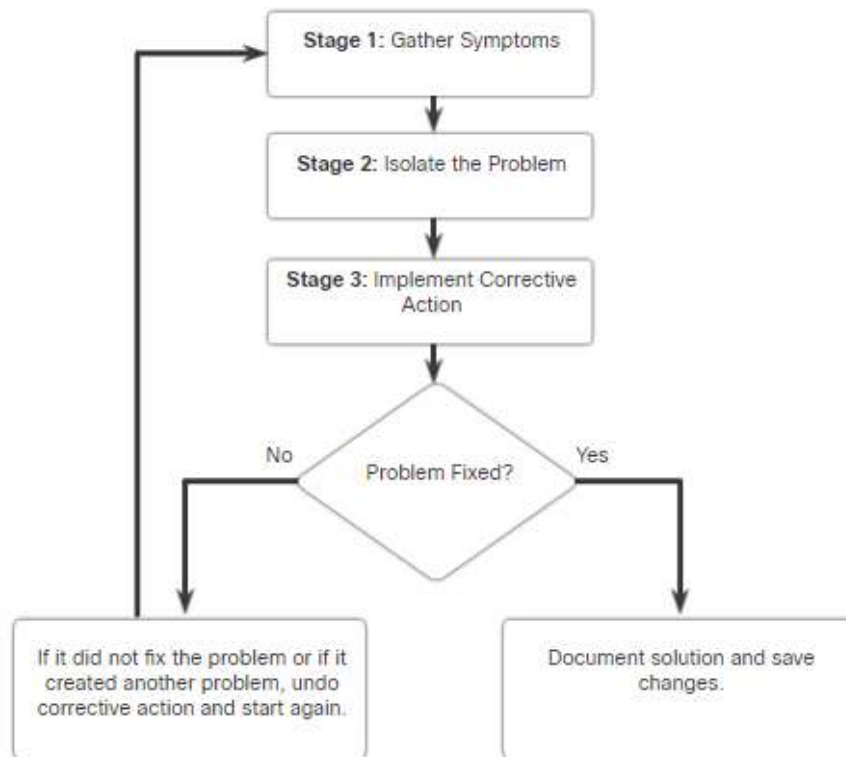 Stage 1: Gather Symptoms
Stage 2: Isolate the Problem
Stage 3: Implement Corrective
Action
Problem Fixed?
No
Yes
If it did not fix the problem or if it
created another problem, undo
corrective action and start again.
Document solution and save
changes.